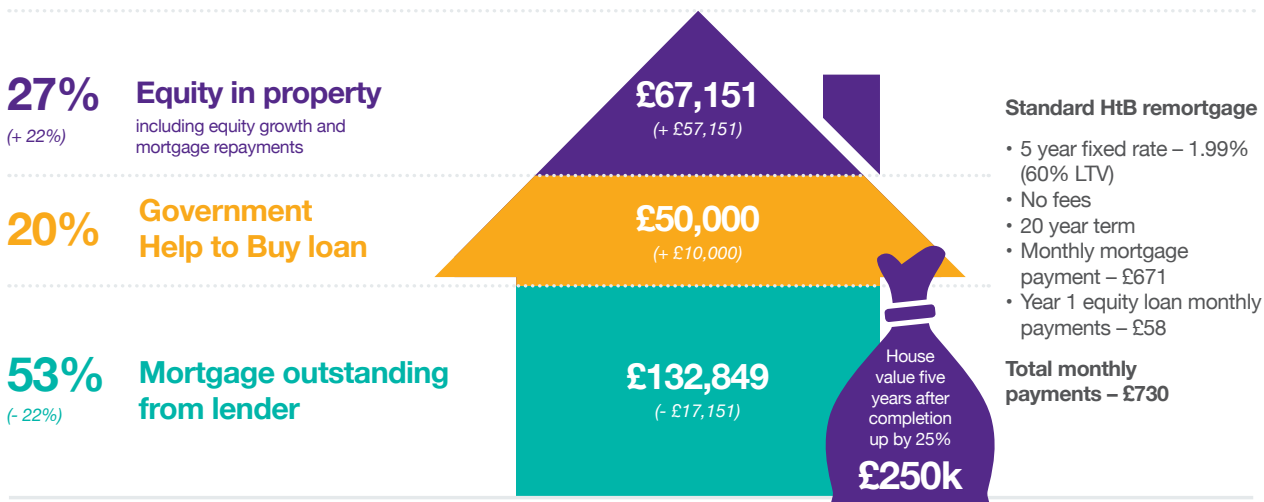 27%
(+ 22%)
Equity in property
including equity growth and
mortgage repayments
£67,151
(+ £57,151)
20%
Government
Help to Buy loan
£50,000
(+ £10,000)
53%
(- 22%)
Mortgage outstanding
from lender
£132,849
(- £17,151)
House
value five
years after
completion
up by 25%
£250k
Standard HtB remortgage
• 5 year fixed rate – 1.99%
(60% LTV)
• No fees
• 20 year term
• Monthly mortgage
payment – £671
• Year 1 equity loan monthly
payments – £58
Total monthly
payments – £730